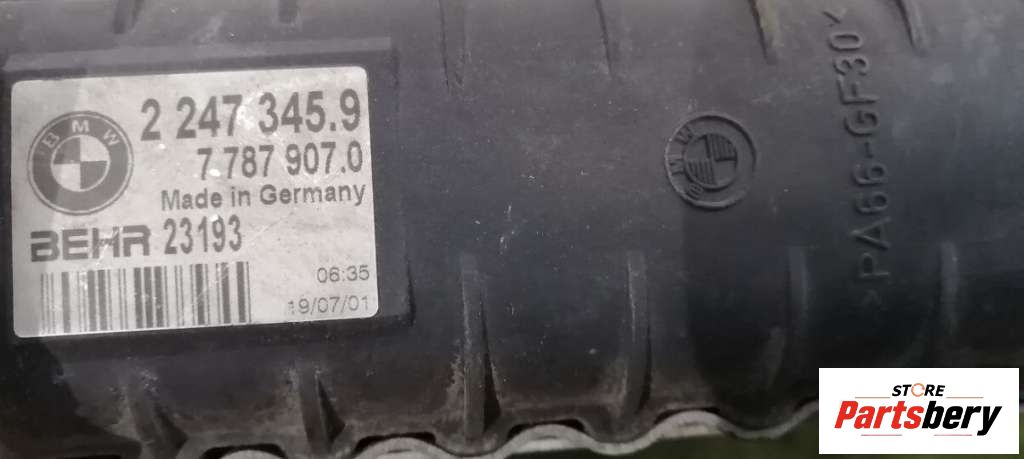 BMW
2 247 345.9
7.787 907.0
Made in Germany
BEHR 23193
06:35
19/07/01
BMW
>PA66-GF30<
STORE
Partsbery